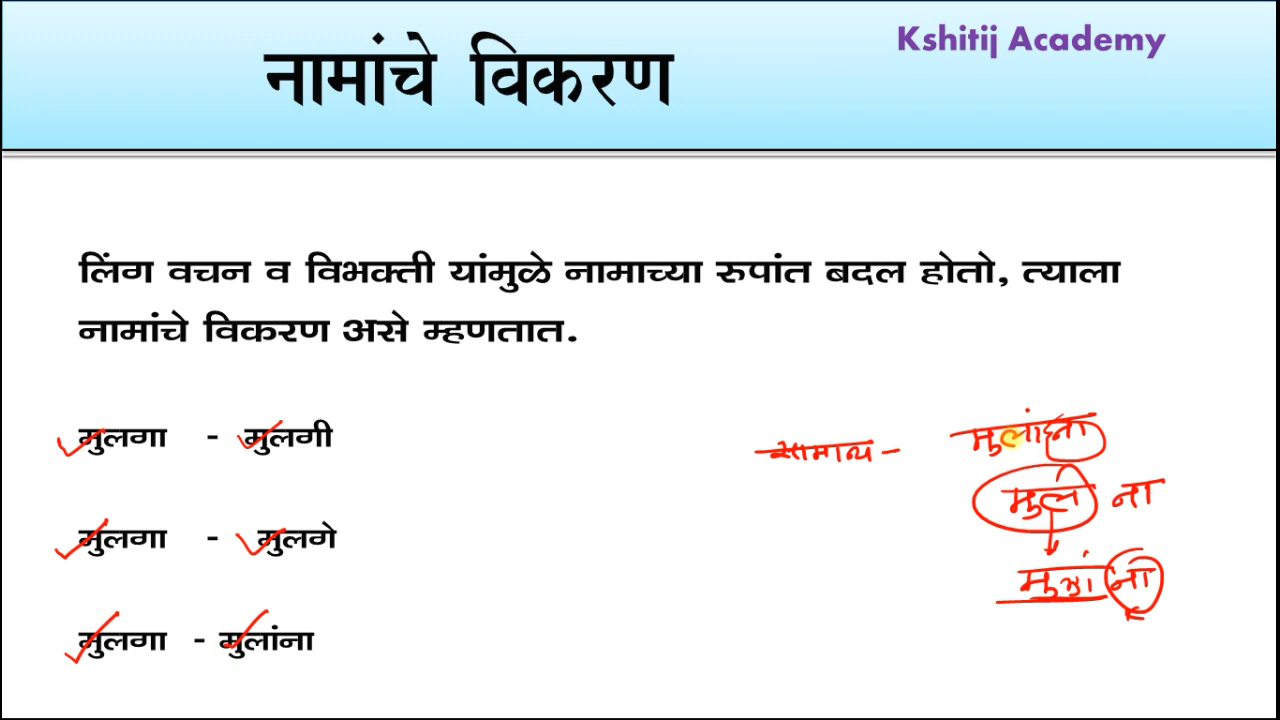 Kshitij Academy
नामांचे विकरण
लिंग वचन व विभक्ती यांमुळे नामाच्या रुपांत बदल होतो, त्याला
नामांचे विकरण असे म्हणतात.
मुलगा - मुलगी
मुलगा - मुलगे
मुलगा - मुलांना
सामान्य -
मुलांना
मुले ना
मुलांना